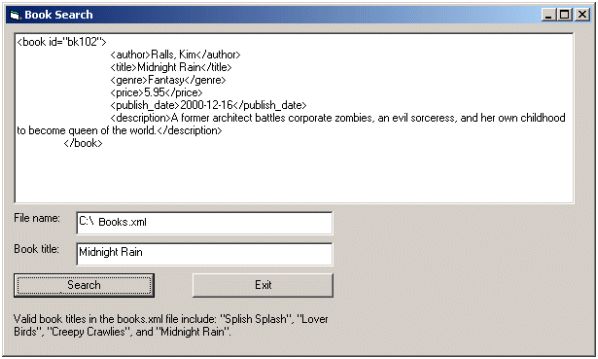 Book Search
<book id="bk102">
<author>Ralls, Kim</author>
<title>Midnight Rain</title>
<genre>Fantasy</genre>
<price>5.95</price>
<publish_date>2000-12-16</publish_date>
<description>A former architect battles corporate zombies, an evil sorceress, and her own childhood
to become queen of the world.</description>
</book>
File name: C:\ Books.xml
Book title: Midnight Rain
Search Exit
Valid book titles in the books.xml file include: "Splish Splash", "Lover
Birds", "Creepy Crawlies", and "Midnight Rain".